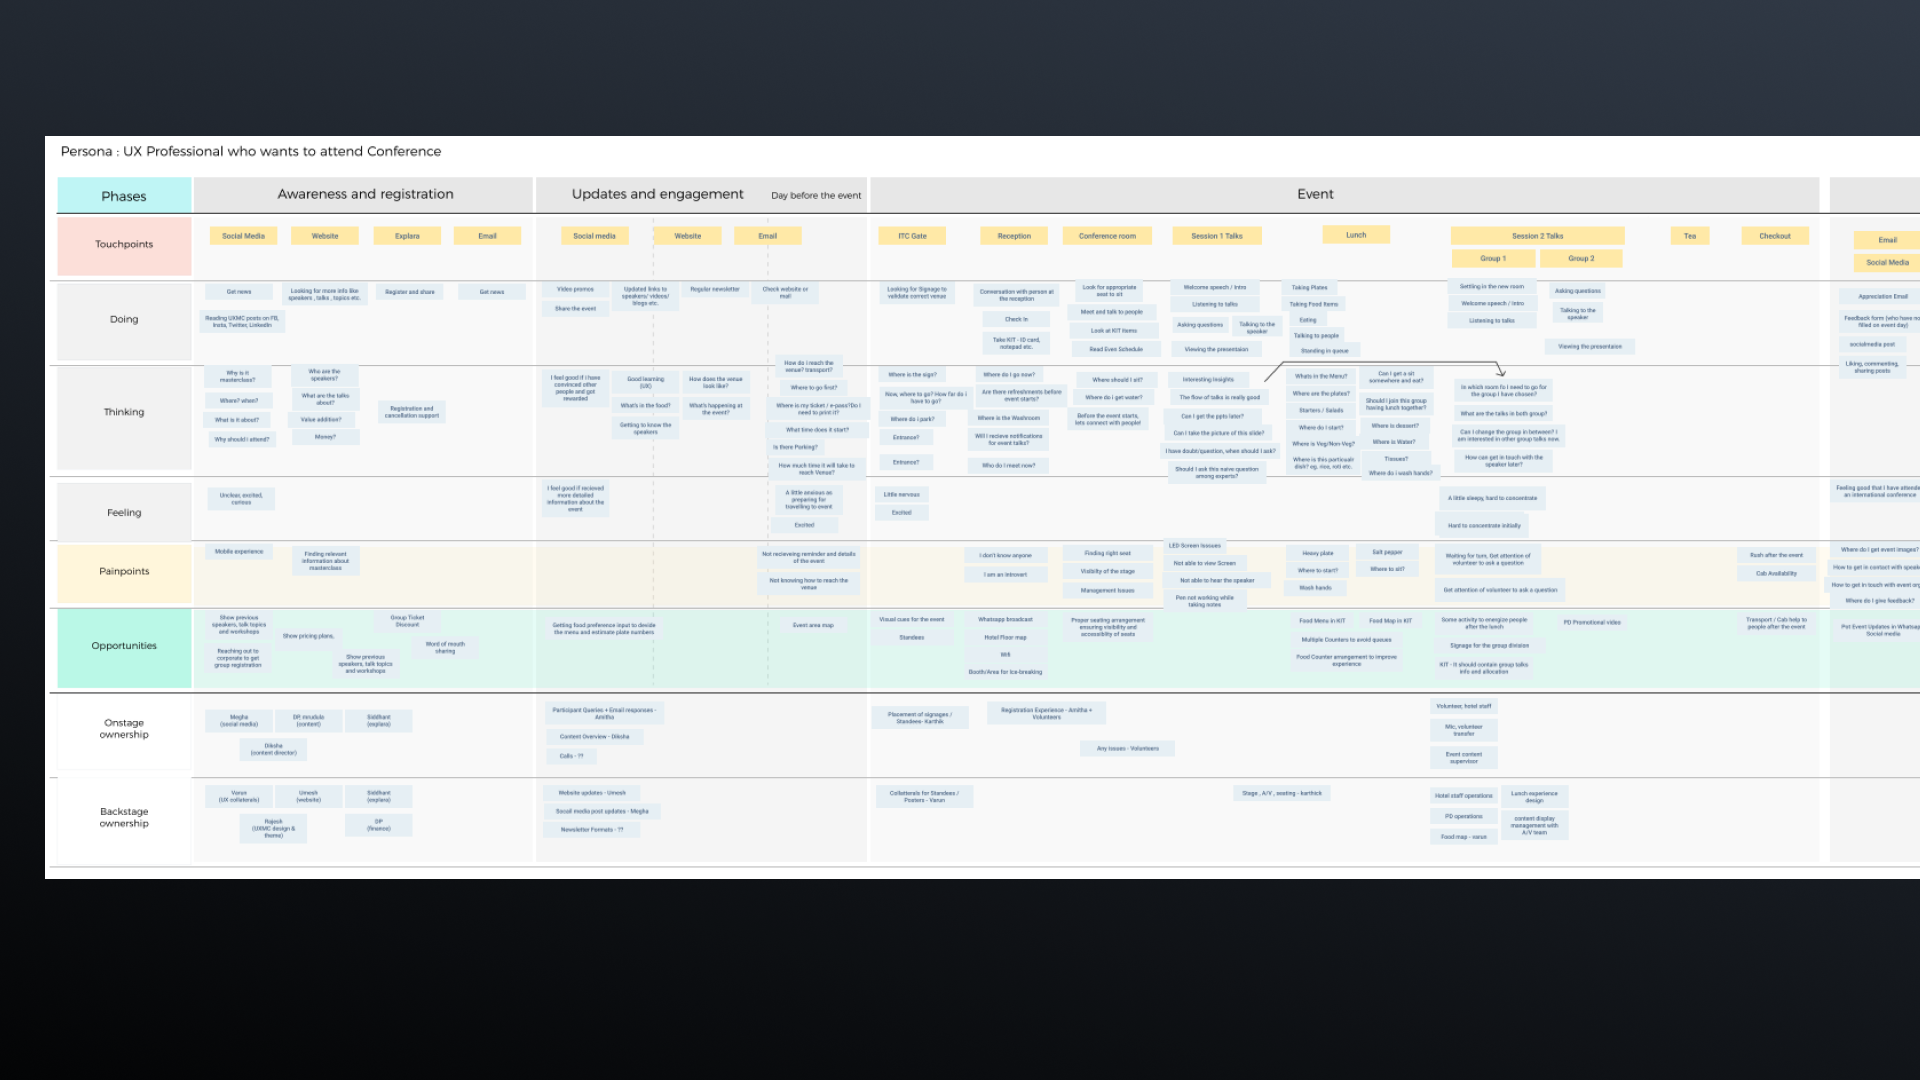 Persona : UX Professional who wants to attend Conference
Phases
Awareness and registration
Updates and engagement
Day before the event
Event
Touchpoints
Social Media
Website
Explara
Email
Social media
Website
Email
ITC Gate
Reception
Conference room
Session 1 Talks
Lunch
Session 2 Talks
Group 1
Group 2
Tea
Checkout
Email
Social Media
Doing
Get news
Reading UXMC posts on FB,
Insta, Twitter, LinkedIn
Looking for more info like
speakers , talks , topics etc.
Register and share
Get news
Video promos
Share the event
Updated links to
speakers/ videos/
blogs etc.
Regular newsletter
Check website or
mail
Looking for Signage to
validate correct venue
Conversation with person at
the reception
Check In
Take KIT - ID card,
notepad etc.
Look for appropriate
seat to sit
Meet and talk to people
Look at KIT items
Read Even Schedule
Welcome speech / Intro
Listening to talks
Asking questions
Talking to the
speaker
Viewing the presentaion
Taking Plates
Taking Food Items
Eating
Talking to people
Standing in queue
Settling in the new room
Welcome speech / Intro
Listening to talks
Asking questions
Talking to the
speaker
Viewing the presentaion
Appreciation Email
Feedback form (who have no
filled on event day)
socialmedia post
Liking, commenting,
sharing posts
Thinking
Why is it
masterclass?
Where? when?
What is it about?
Why should i attend?
Who are the
speakers?
What are the talks
about?
Value addition?
Money?
Registration and
cancellation support
I feel good if I have
convinced other
people and got
rewarded
Good learning
(UX)
What's in the food?
Getting to know the
speakers
How does the venue
look like?
What's happening at
the event?
How do i reach the
venue? transport?
Where to go first?
Where is my ticket / e-pass?Do I
need to print it?
What time does it start?
Is there Parking?
How much time it will take to
reach Venue?
Where is the sign?
Now, where to go? How far do i
have to go?
Where do i park?
Entrance?
Entrance?
Where do I go now?
Are there refreshments before
event starts?
Where is the Washroom
Will I recieve notifications
for event talks?
Who do I meet now?
Where should I sit?
Where do i get water?
Before the event starts,
lets connect with people!
Interesting Insights
The flow of talks is really good
Can I get the ppts later?
Can I take the picture of this slide?
I have doubt/question, when should I ask?
Should I ask this naive question
among experts?
Whats in the Menu?
Where are the plates?
Starters / Salads
Where do I start?
Where is Veg/Non-Veg?
Where is this particualr
dish? eg. rice, roti etc.
Can I get a sit
somewhere and eat?
Should I join this group
having lunch together?
Where is dessert?
Where is Water?
Tissues?
Where do i wash hands?
In which room fo I need to go for
the group I have chosen?
What are the talks in both group?
Can I change the group in between? I
am interested in other group talks now.
How can get in touch with the
speaker later?
Feeling
Unclear, excited,
curious
I feel good if recieved
more detailed
information about the
event
A little anxious as
preparing for
travelling to event
Excited
Little nervous
Excited
A little sleepy, hard to concentrate
Hard to concentrate initially
Feeling good that I have attende
an international conference
Painpoints
Mobile experience
Finding relevant
information about
masterclass
Not recieveing reminder and details
of the event
Not knowing how to reach the
venue
I don't know anyone
I am an introvert
Finding right seat
Visibilty of the stage
Management Issues
LED Screen Issoues
Not able to view Screen
Not able to hear the speaker
Pen not working while
taking notes
Heavy plate
Where to start?
Wash hands
Salt pepper
Where to sit?
Waiting for turn, Get attention of
volunteer to ask a question
Get attention of volunteer to ask a question
Rush after the event
Cab Availability
Where do I get event images?
How to get in contact with speak
How to get in touch with event org
Where do I give feedback?
Opportunities
Show previous
speakers, talk topics
and workshops
Reaching out to
corporate to get
group registration
Show pricing plans,
Show previous
speakers, talk topics
and workshops
Group Ticket
Discount
Word of mouth
sharing
Getting food preference input to decide
the menu and estimate plate numbers
Event area map
Visual cues for the event
Standees
Whatsapp broadcast
Hotel Floor map
Wifi
Booth/Area for Ice-breaking
Proper seating arrangement
ensuring visibility and
accessibility of seats
Food Menu in KIT
Food Map in KIT
Multiple Counters to avoid queues
Food Counter arrangement to improve
experience
Some activity to energize people
after the lunch
Signage for the group division
KIT - It should contain group talks
info and allocation
PD Promotional video
Transport / Cab help to
people after the event
Put Event Updates in Whatsap
Social media
Onstage
ownership
Megha
(social media)
DP, mrudula
(content)
Siddhant
(explara)
Diksha
(content director)
Participant Queries + Email responses -
Amitha
Content Overview - Diksha
Calls - ??
Placement of signages /
Standees- Karthik
Registration Experience - Amitha +
Volunteers
Any issues - Volunteers
Volunteer, hotel staff
Mic, volunteer
transfer
Event content
supervisor
Backstage
ownership
Varun
(UX collaterals)
Umesh
(website)
Siddhant
(explara)
Rajesh
(UXMC design &
theme)
DP
(finance)
Website updates - Umesh
Socail media post updates - Megha
Newsletter Formats - ??
Colletterals for Standees /
Posters - Varun
Stage , A/V , seating - karthick
Hotel staff operations
PD operations
Food map - varun
Lunch experience
design
content display
management with
A/V team